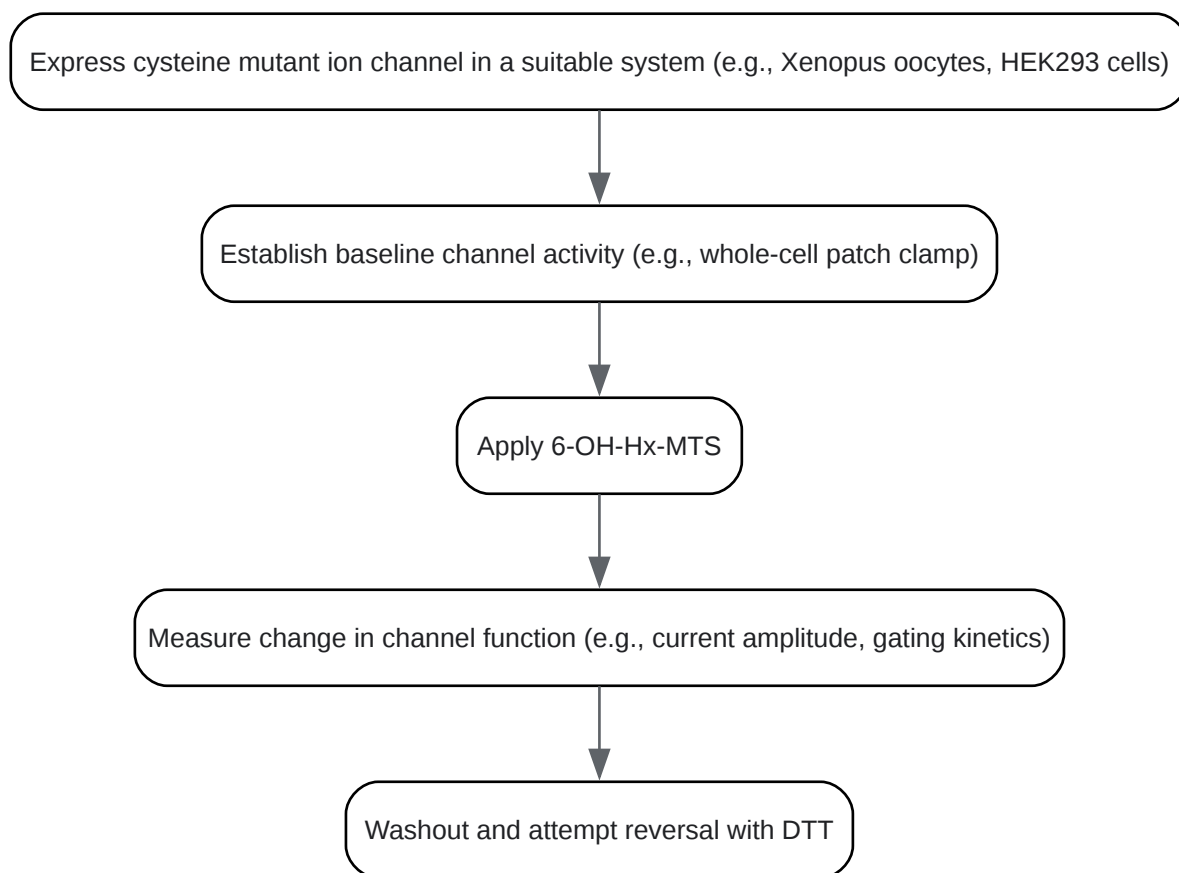 Express cysteine mutant ion channel in a suitable system (e.g., Xenopus oocytes, HEK293 cells)
Establish baseline channel activity (e.g., whole-cell patch clamp)
Apply 6-OH-Hx-MTS
Measure change in channel function (e.g., current amplitude, gating kinetics)
Washout and attempt reversal with DTT